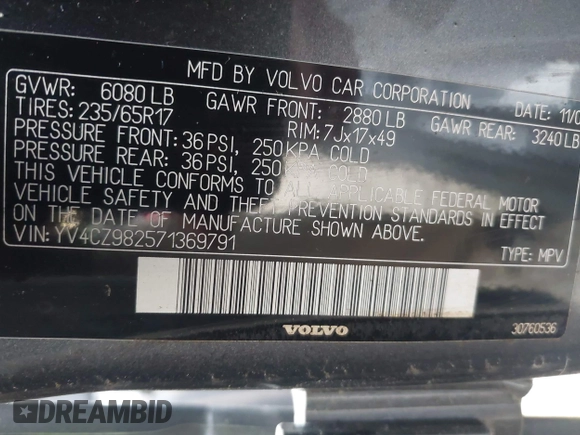 MFD BY VOLVO CAR CORPORATION
GVWR: 6080 LB GAWR FRONT: 2880 LB DATE: 11/0
TIRES: 235/65R17 RIM: 7Jx17x49 GAWR REAR: 3240 LB
PRESSURE FRONT: 36 PSI, 250 KPA COLD
PRESSURE REAR: 36 PSI, 250 COLD
THIS VEHICLE CONFORMS TO ALL APPLICABLE FEDERAL MOTOR
VEHICLE SAFETY AND THEFT PREVENTION STANDARDS IN EFFECT
ON THE DATE OF MANUFACTURE SHOWN ABOVE.
VIN: YV4CZ982571369791 TYPE: MPV
VOLVO
30760536
DREAMBID